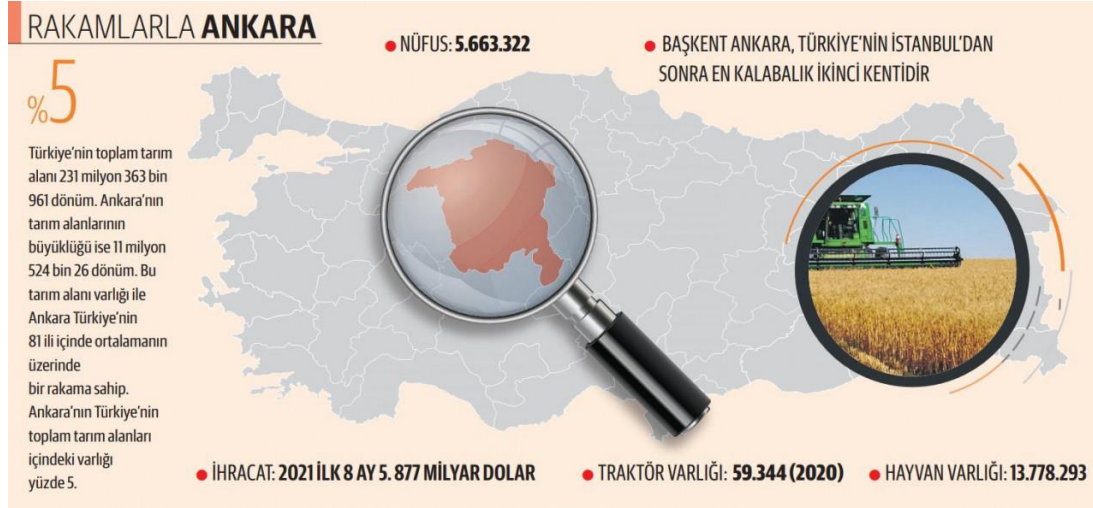 RAKAMLARLA ANKARA
%5
Türkiye'nin toplam tarım
alanı 231 milyon 363 bin
961 dönüm. Ankara'nın
tarım alanlarının
büyüklüğü ise 11 milyon
524 bin 26 dönüm. Bu
tarım alanı varlığı ile
Ankara Türkiye'nin
81 ili içinde ortalamanın
üzerinde
bir rakama sahip.
Ankara'nın Türkiye'nin
toplam tarım alanları
içindeki varlığı
yüzde 5.
● NÜFUS: 5.663.322
● BAŞKENT ANKARA, TÜRKİYE'NİN İSTANBUL'DAN
SONRA EN KALABALIK İKİNCİ KENTİDİR
● İHRACAT: 2021 İLK 8 AY 5. 877 MİLYAR DOLAR
● TRAKTÖR VARLIĞI: 59.344 (2020)
● HAYVAN VARLIĞI: 13.778.293